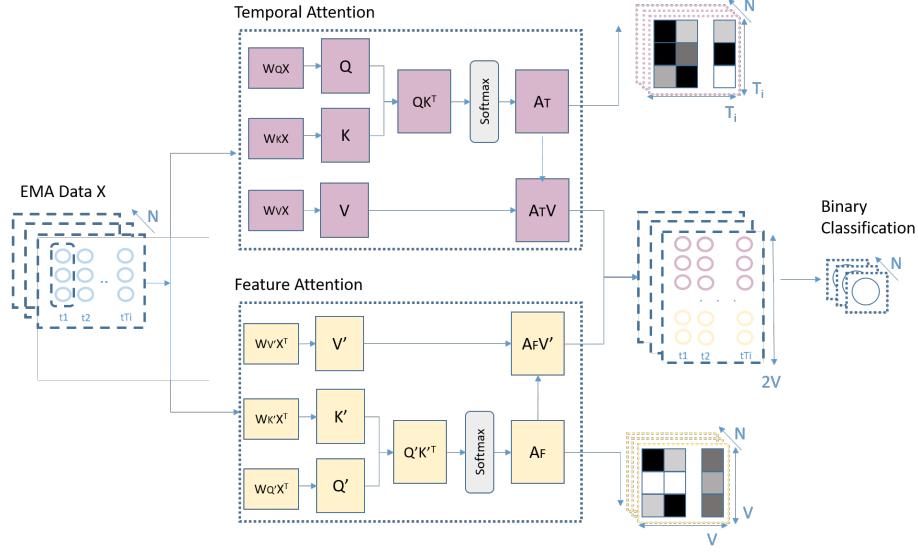 Temporal Attention
WQX
Q
WKX
K
QKᵀ
Softmax
AT
WVX
V
ATV
N
Ti
Ti
EMA Data X
N
t1 t2 .. tTi
Feature Attention
WV'Xᵀ
V'
AFV'
WK'Xᵀ
K'
Q'K'ᵀ
Softmax
AF
WQ'Xᵀ
Q'
. . .
t1 t2 tTi
2V
Binary
Classification
N
N
V
V